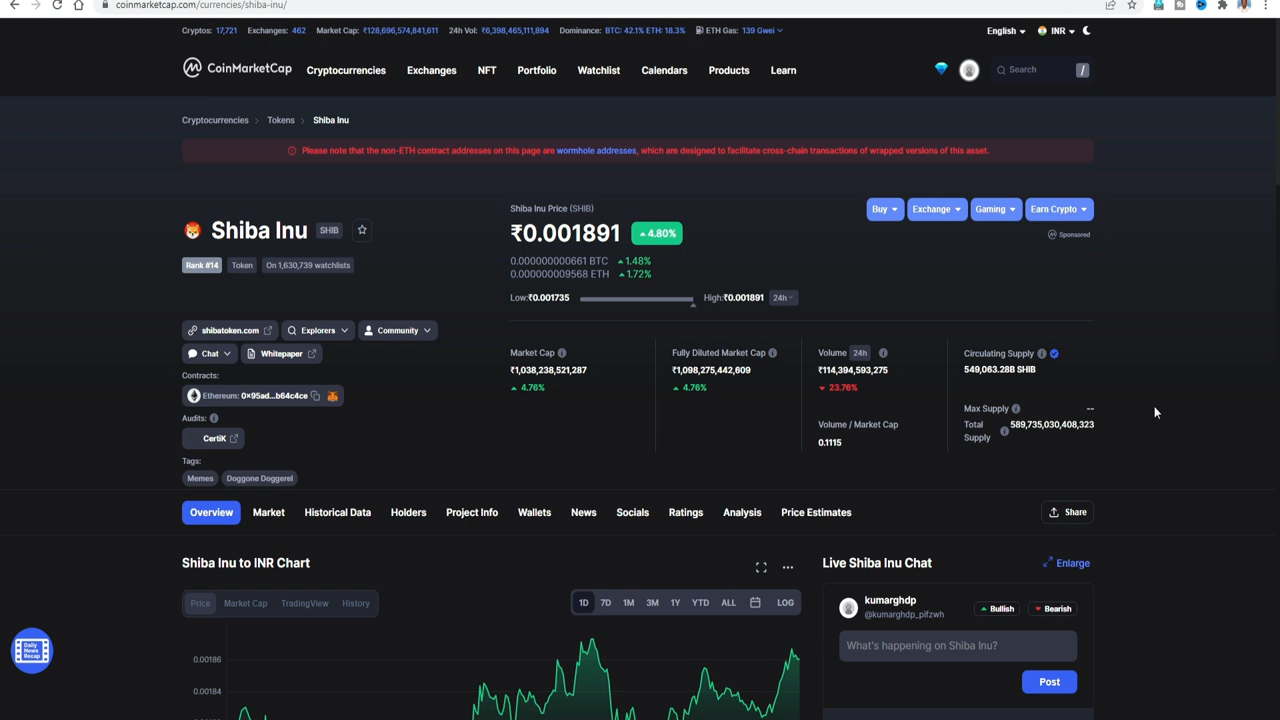 coinmarketcap.com/currencies/shiba-inu/
Cryptos: 17,721 Exchanges: 462 Market Cap: ₹128,696,574,841,611 24h Vol: ₹6,398,465,111,894 Dominance: BTC: 42.1% ETH: 18.3% ETH Gas: 139 Gwei English INR
CoinMarketCap Cryptocurrencies Exchanges NFT Portfolio Watchlist Calendars Products Learn Search /
Cryptocurrencies > Tokens > Shiba Inu
Please note that the non-ETH contract addresses on this page are wormhole addresses, which are designed to facilitate cross-chain transactions of wrapped versions of this asset.
Shiba Inu Price (SHIB) Buy Exchange Gaming Earn Crypto
Shiba Inu SHIB ₹0.001891 4.80%
Sponsored
0.000000000661 BTC 1.48%
Rank #14 Token On 1,630,739 watchlists
0.000000009568 ETH 1.72%
Low:₹0.001735 High:₹0.001891 24h
shibatoken.com Explorers Community
Chat Whitepaper
Market Cap Fully Diluted Market Cap Volume 24h Circulating Supply
₹1,038,238,521,287 ₹1,098,275,442,609 ₹114,394,593,275 549,063.28B SHIB
4.76% 4.76% 23.76%
Contracts:
Ethereum: 0x95ad...b64c4ce
Max Supply --
Audits:
Volume / Market Cap Total Supply 589,735,030,408,323
CertiK 0.1115
Tags:
Memes Doggone Doggerel
Overview Market Historical Data Holders Project Info Wallets News Socials Ratings Analysis Price Estimates Share
Shiba Inu to INR Chart Live Shiba Inu Chat Enlarge
Price Market Cap TradingView History 1D 7D 1M 3M 1Y YTD ALL LOG
kumarghdp
@kumarghdp_pifzwh
Bullish Bearish
Daily
News
Recap
What's happening on Shiba Inu?
0.00186
Post
0.00184